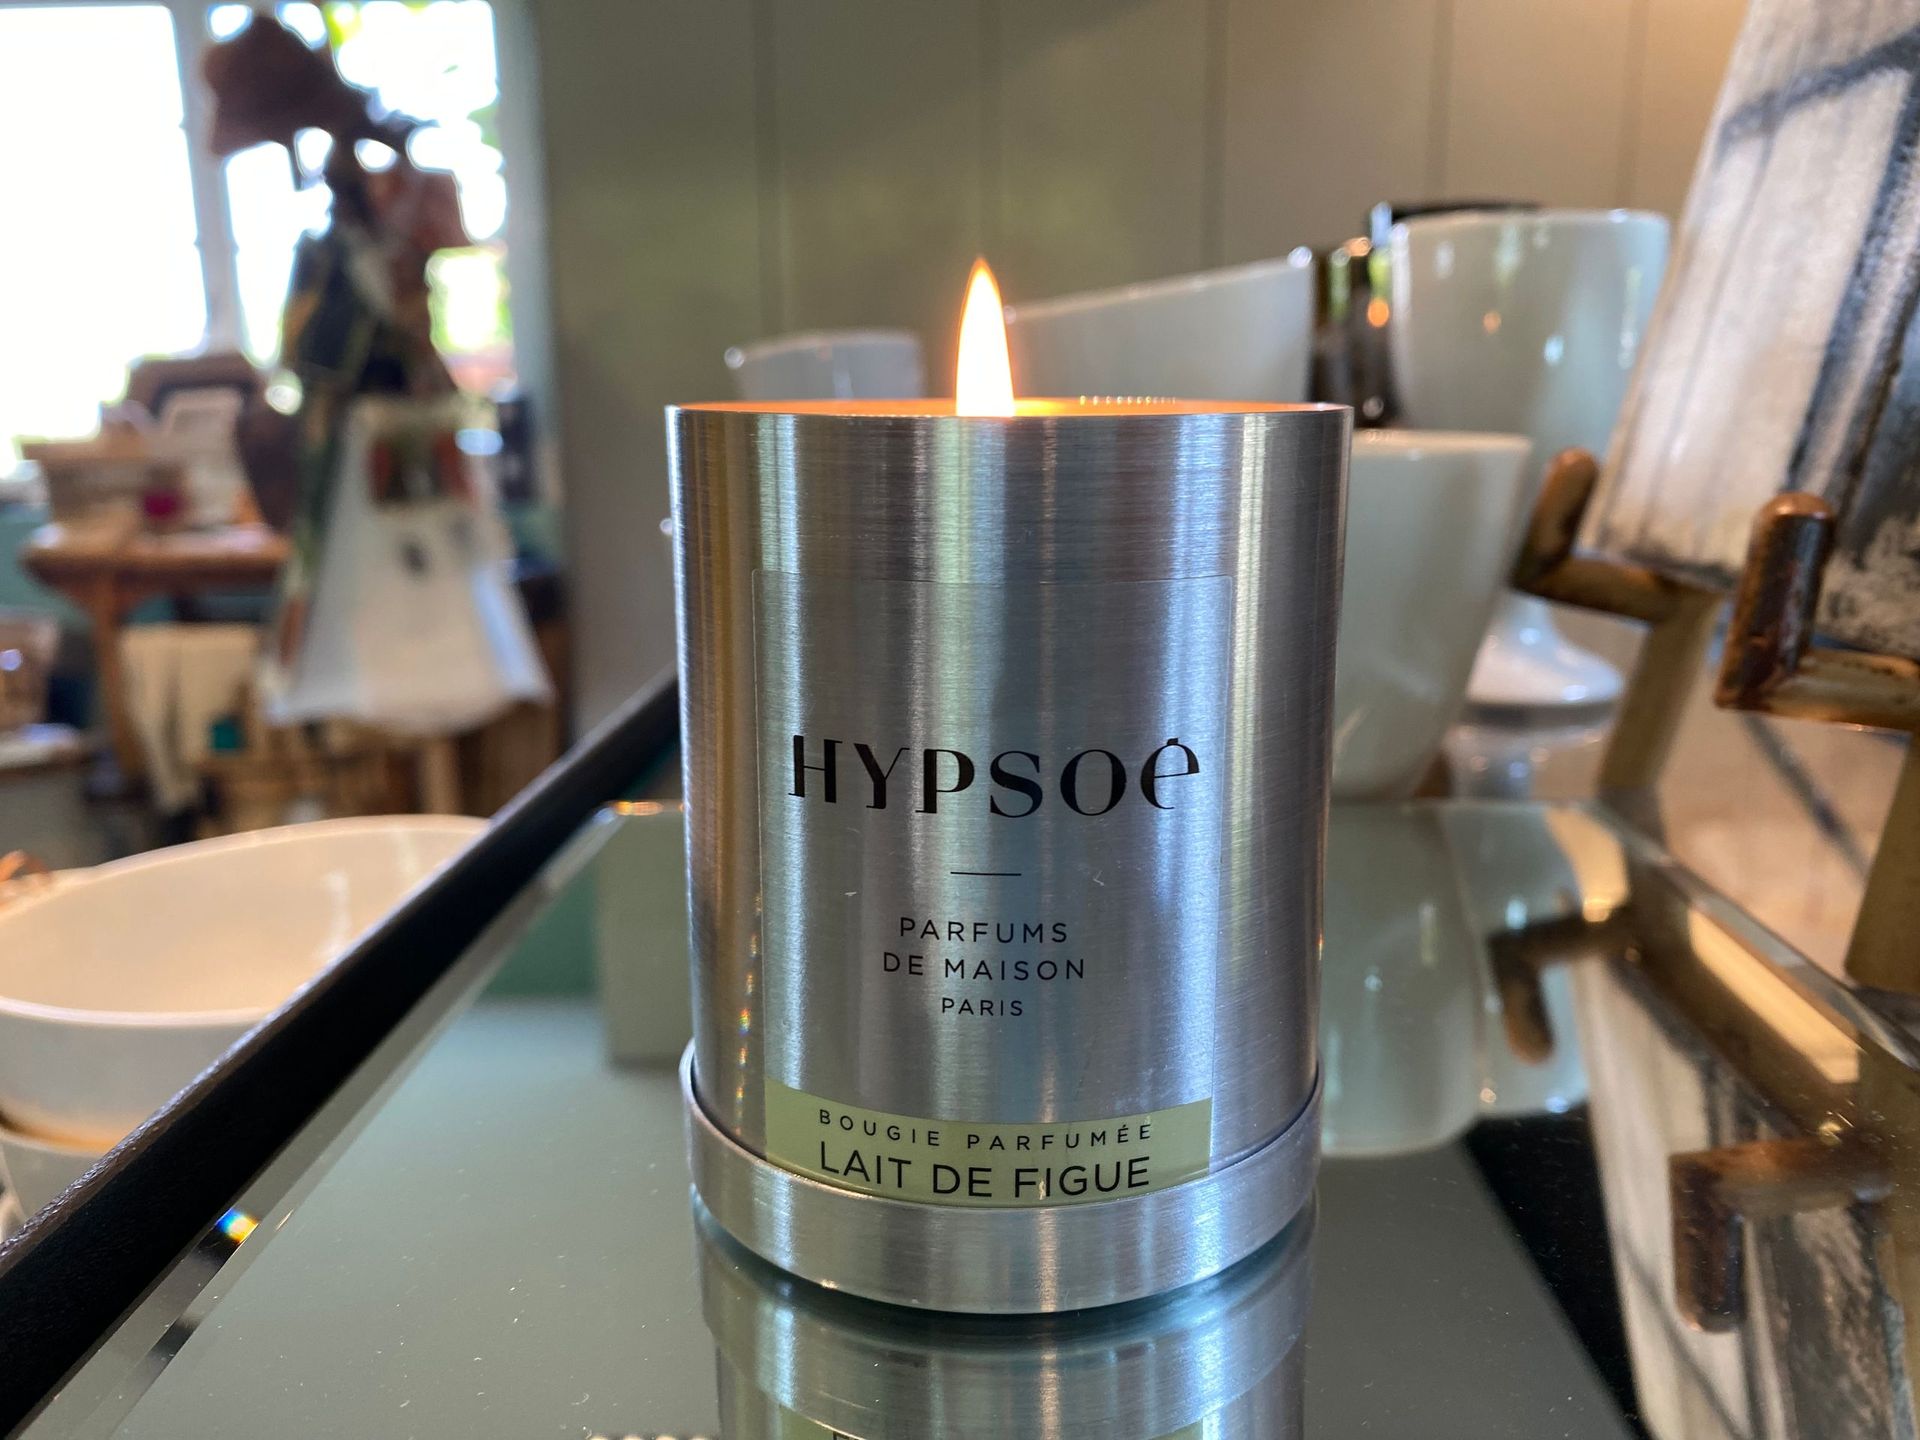 HYPSOé
PARFUMS
DE MAISON
PARIS
BOUGIE PARFUMÉE
LAIT DE FIGUE